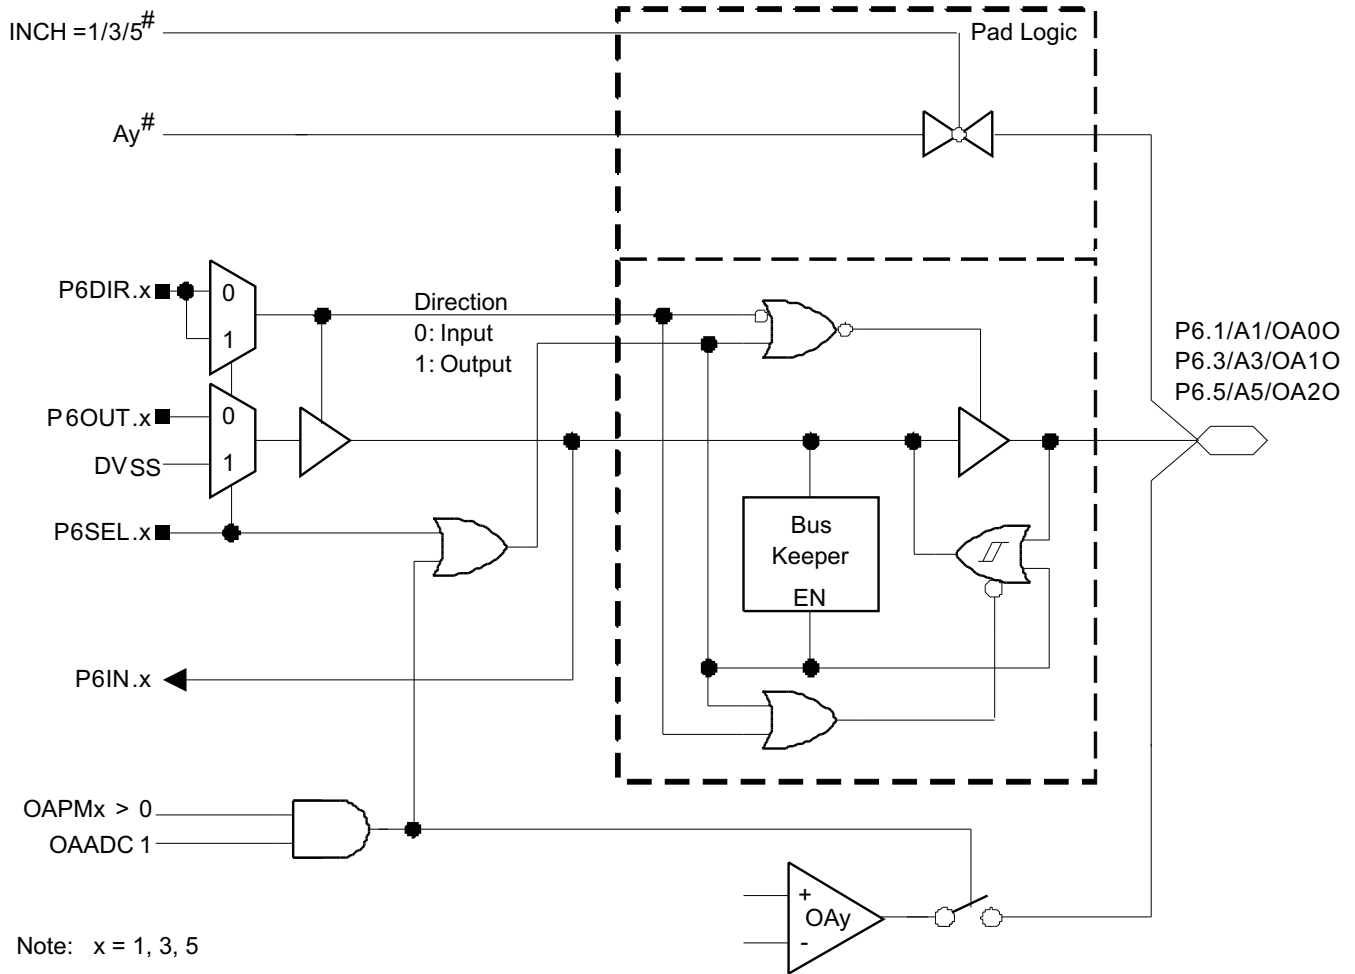 INCH =1/3/5#
Pad Logic
Ay#
P6DIR.x
0
1
Direction
0: Input
1: Output
P6.1/A1/OA0O
P6.3/A3/OA1O
P6.5/A5/OA2O
P6OUT.x
0
DVSS
1
P6SEL.x
Bus
Keeper
EN
P6IN.x
OAPMx > 0
OAADC 1
+
OAy
-
Note: x = 1, 3, 5